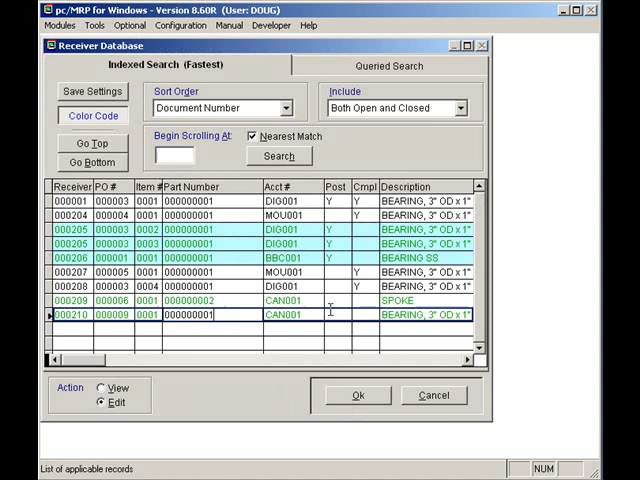 pc/MRP for Windows - Version 8.60R (User: DOUG)
Modules Tools Optional Configuration Manual Developer Help
Receiver Database
Indexed Search (Fastest) Queried Search
Save Settings
Color Code
Go Top
Go Bottom
Sort Order
Document Number
Include
Both Open and Closed
Begin Scrolling At:
Nearest Match
Search
Receiver PO # Item # Part Number Acct # Post Cmpl Description
000001 000003 0001 000000001 DIG001 Y Y BEARING, 3" OD x 1"
000204 000004 0001 000000001 MOU001 Y BEARING, 3" OD x 1"
000205 000003 0002 000000001 DIG001 Y BEARING, 3" OD x 1"
000205 000003 0003 000000001 DIG001 Y BEARING, 3" OD x 1"
000206 000001 0001 000000001 BBC001 Y BEARING SS
000207 000005 0001 000000001 MOU001 Y BEARING, 3" OD x 1"
000208 000003 0004 000000001 DIG001 Y BEARING, 3" OD x 1"
000209 000006 0001 000000002 CAN001 SPOKE
000210 000009 0001 000000001 CAN001 BEARING, 3" OD x 1"
Action
View
Edit
Ok
Cancel
List of applicable records NUM